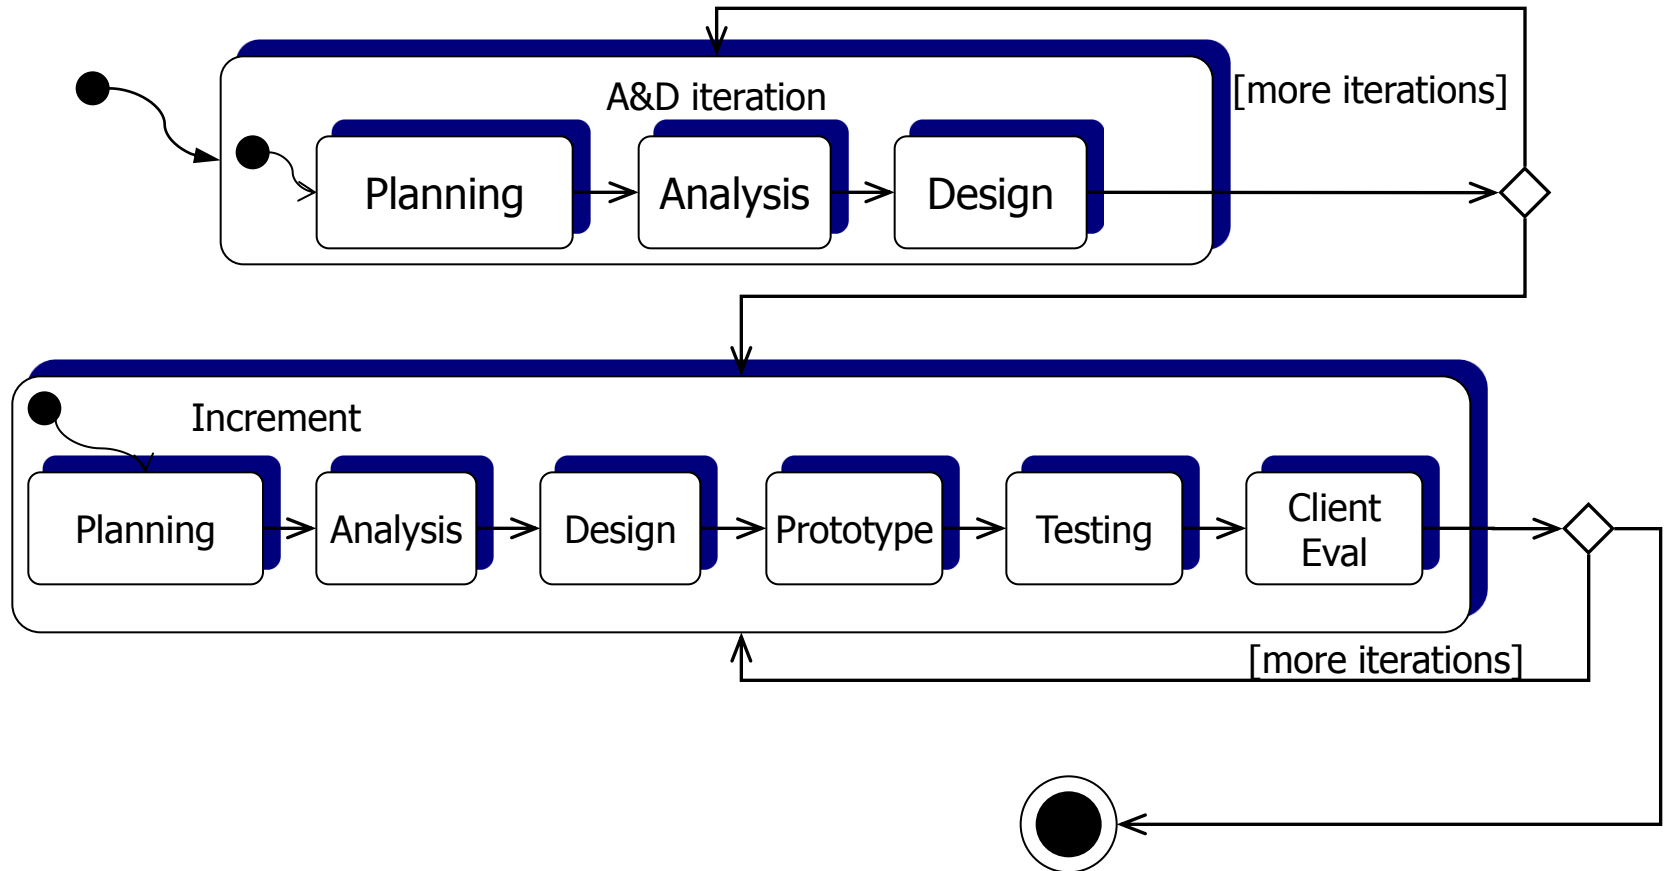 A&D iteration
[more iterations]
Planning
Analysis
Design
Increment
Planning
Analysis
Design
Prototype
Testing
Client
Eval
[more iterations]